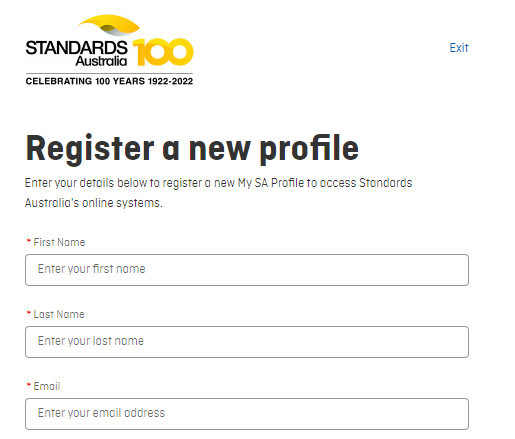 STANDARDS
Australia
100
CELEBRATING 100 YEARS 1922-2022
Exit
Register a new profile
Enter your details below to register a new My SA Profile to access Standards
Australia's online systems.
* First Name
Enter your first name
* Last Name
Enter your last name
* Email
Enter your email address